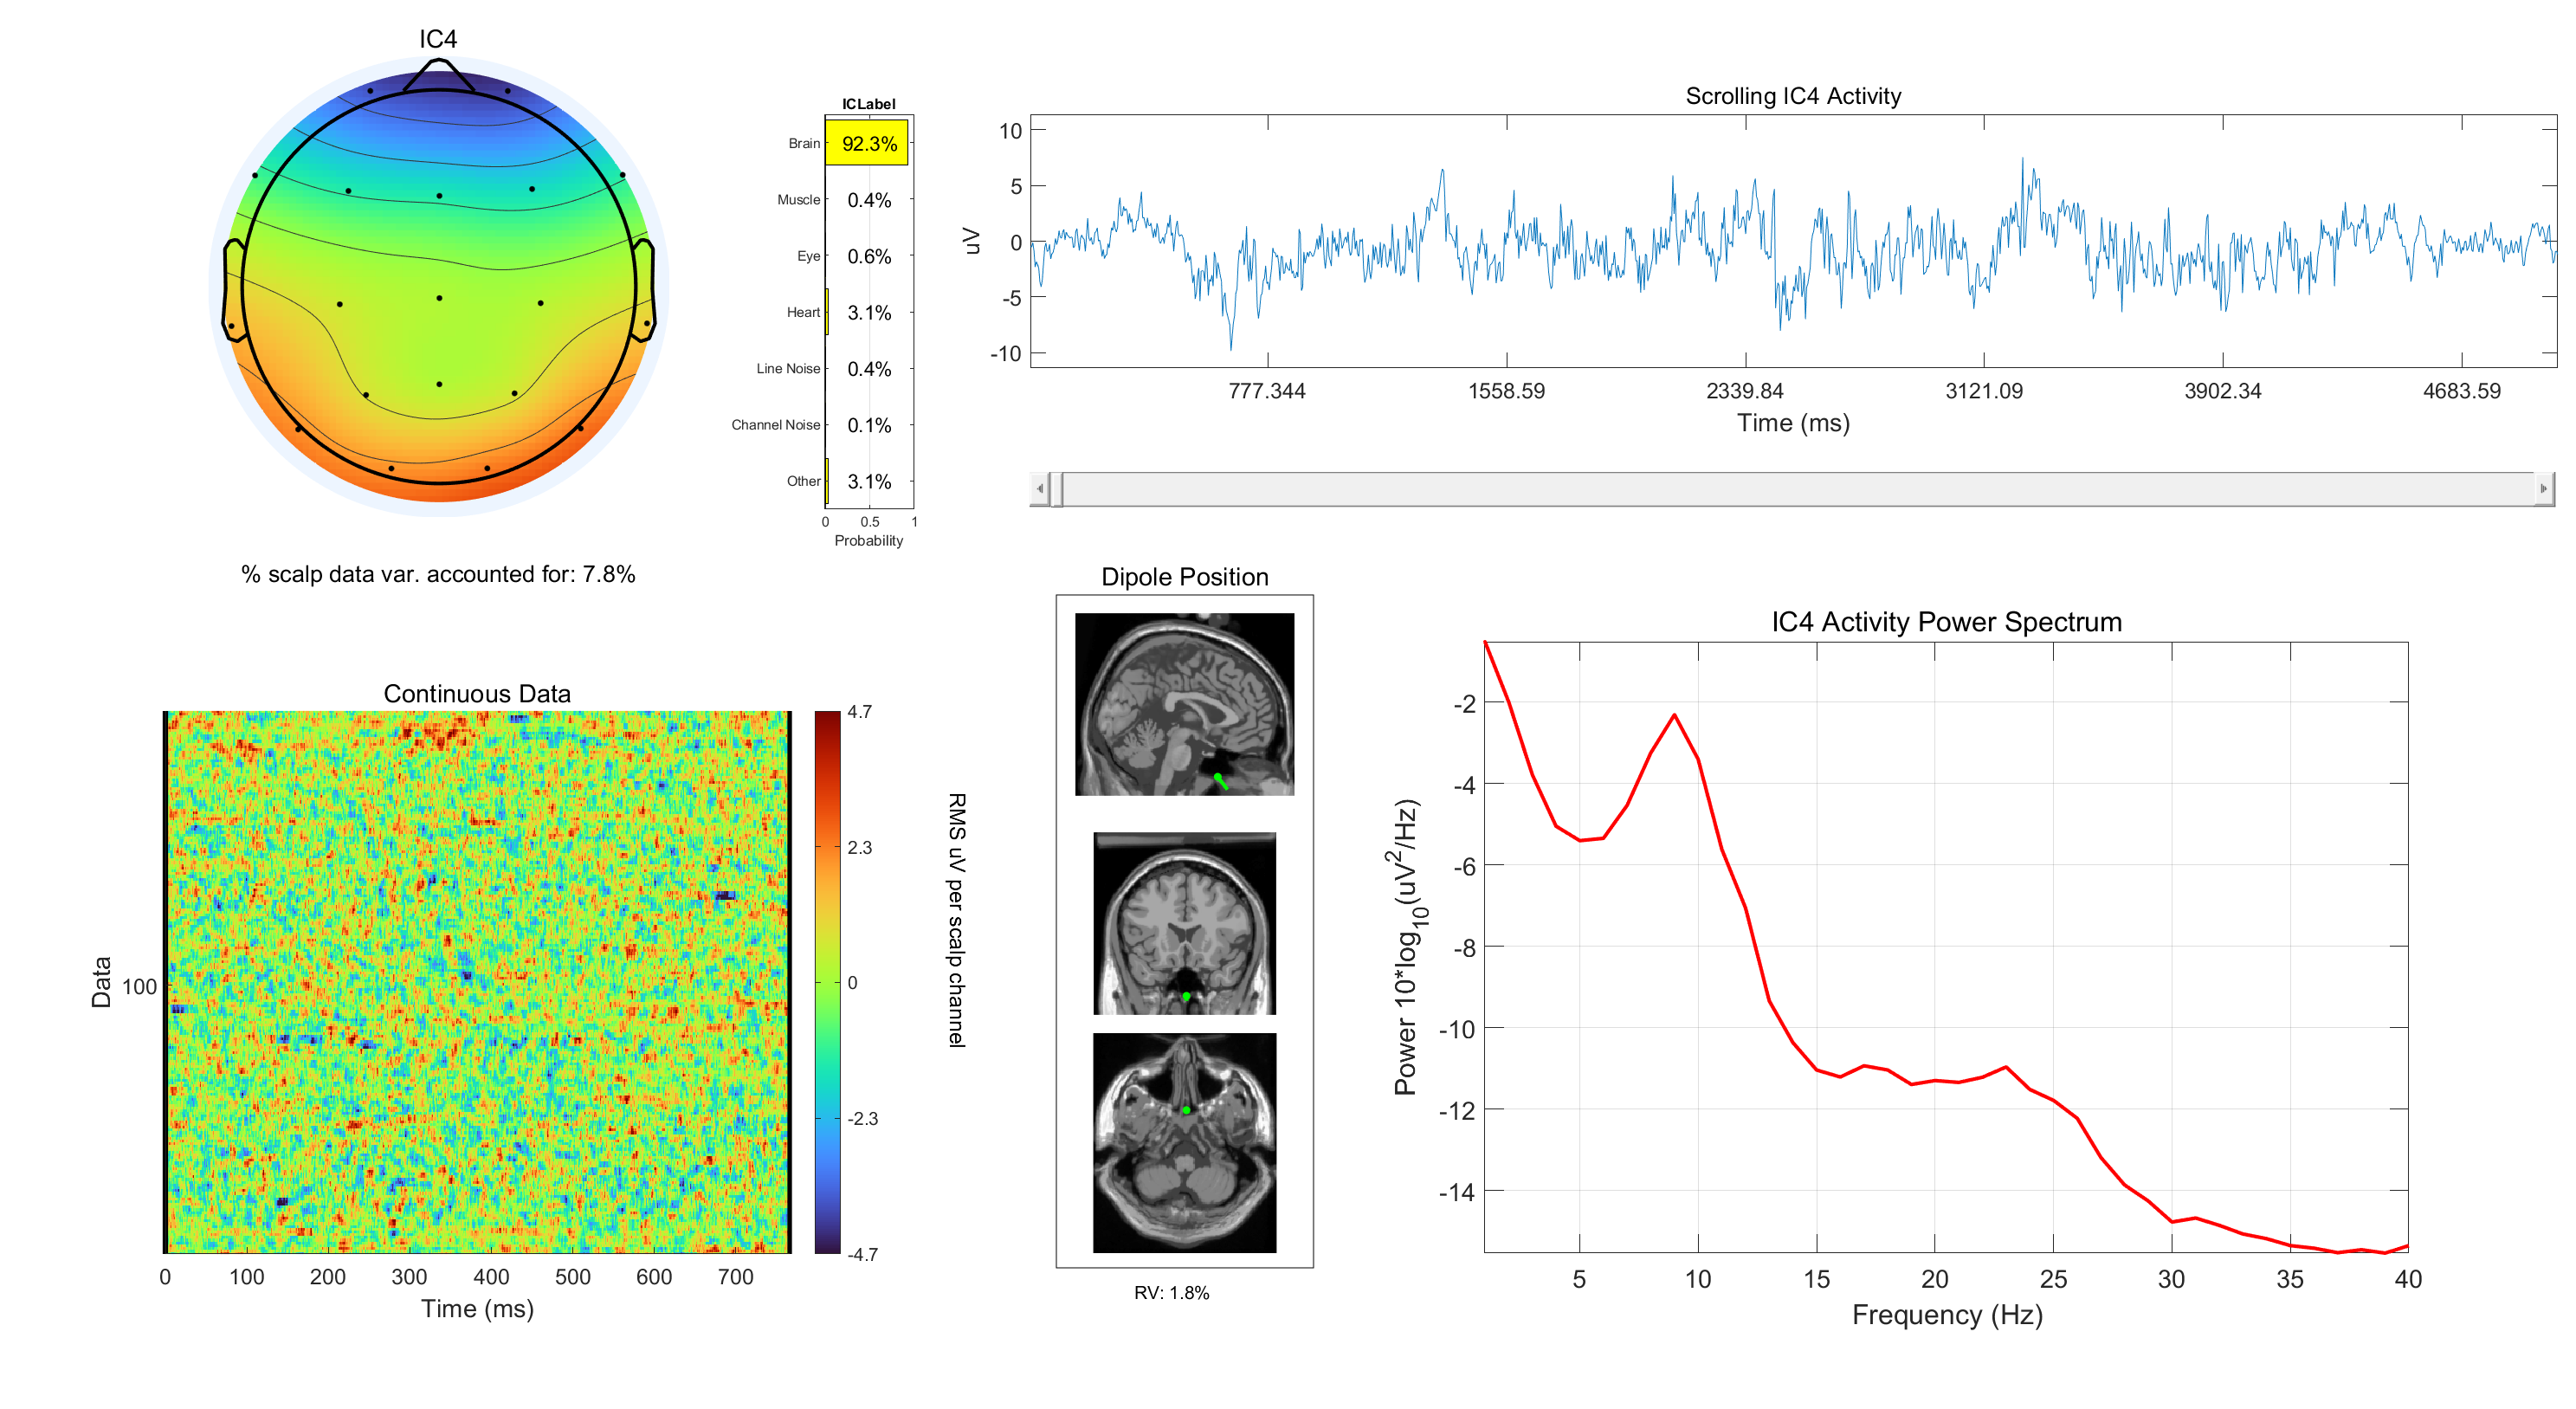 IC4
ICLabel
Brain 92.3%
Muscle 0.4%
Eye 0.6%
Heart 3.1%
Line Noise 0.4%
Channel Noise 0.1%
Other 3.1%
0 0.5 1
Probability
% scalp data var. accounted for: 7.8%
Scrolling IC4 Activity
10
5
0
-5
-10
uV
777.344 1558.59 2339.84 3121.09 3902.34 4683.59
Time (ms)
Continuous Data
Data
100
0 100 200 300 400 500 600 700
Time (ms)
4.7
2.3
0
-2.3
-4.7
RMS uV per scalp channel
Dipole Position
RV: 1.8%
IC4 Activity Power Spectrum
Power 10*log10(uV2/Hz)
-2
-4
-6
-8
-10
-12
-14
5 10 15 20 25 30 35 40
Frequency (Hz)